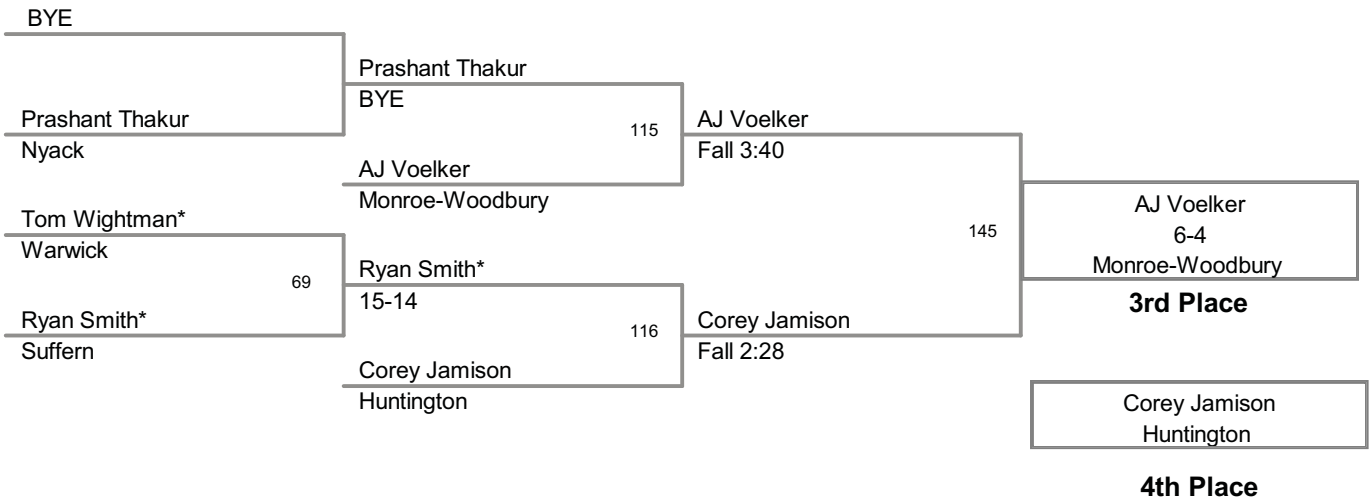 BYE
Prashant Thakur
BYE
Prashant Thakur
Nyack
115
AJ Voelker
Fall 3:40
AJ Voelker
Monroe-Woodbury
Tom Wightman*
Warwick
69
Ryan Smith*
15-14
Ryan Smith*
Suffern
116
Corey Jamison
Fall 2:28
Corey Jamison
Huntington
145
AJ Voelker
6-4
Monroe-Woodbury
3rd Place
Corey Jamison
Huntington
4th Place